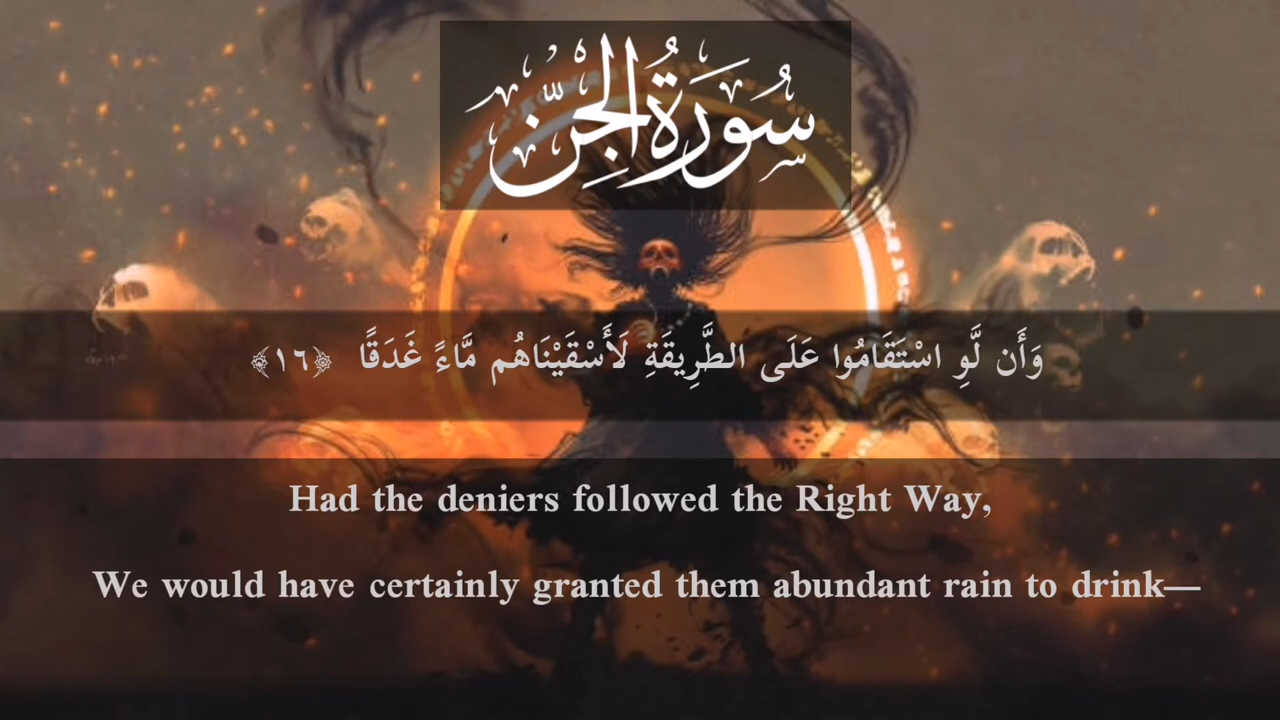 سُورَةُ الجِنّ
وَأَن لَّوِ اسْتَقَامُوا عَلَى الطَّرِيقَةِ لَأَسْقَيْنَاهُم مَّاءً غَدَقًا ﴿١٦﴾
Had the deniers followed the Right Way,
We would have certainly granted them abundant rain to drink—